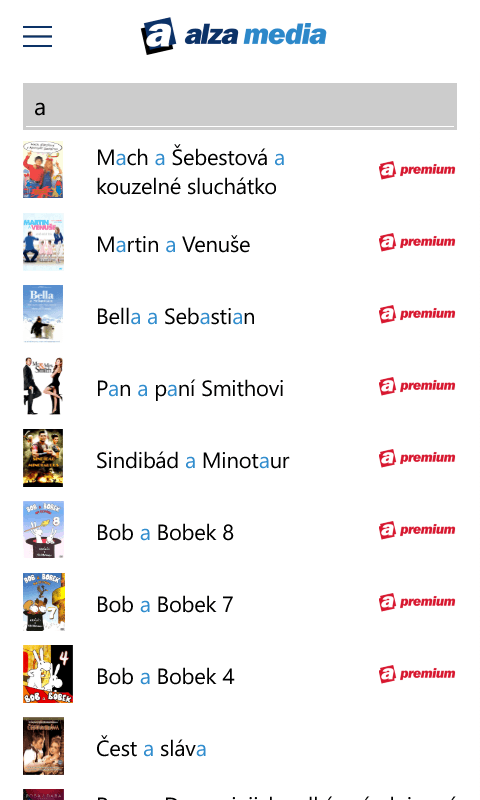 alza media
a
Mach a Šebestová a
kouzelné sluchátko
a premium
Martin a Venuše
a premium
Bella a Sebastian
a premium
Pan a paní Smithovi
a premium
Sindibád a Minotaur
a premium
Bob a Bobek 8
a premium
Bob a Bobek 7
a premium
Bob a Bobek 4
a premium
Čest a sláva